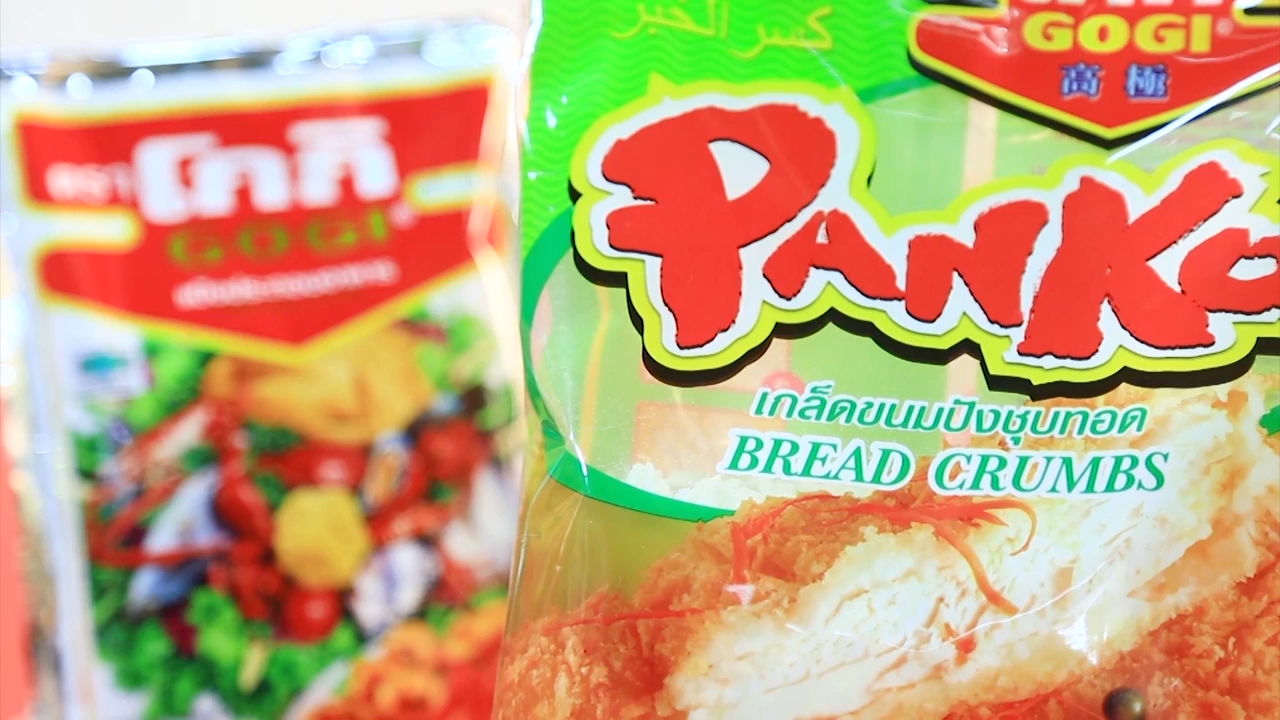 ตรา โกกิ
GOGI
كسر الخبز
GOGI
高極
PANKO
เกล็ดขนมปังชุบทอด
BREAD CRUMBS